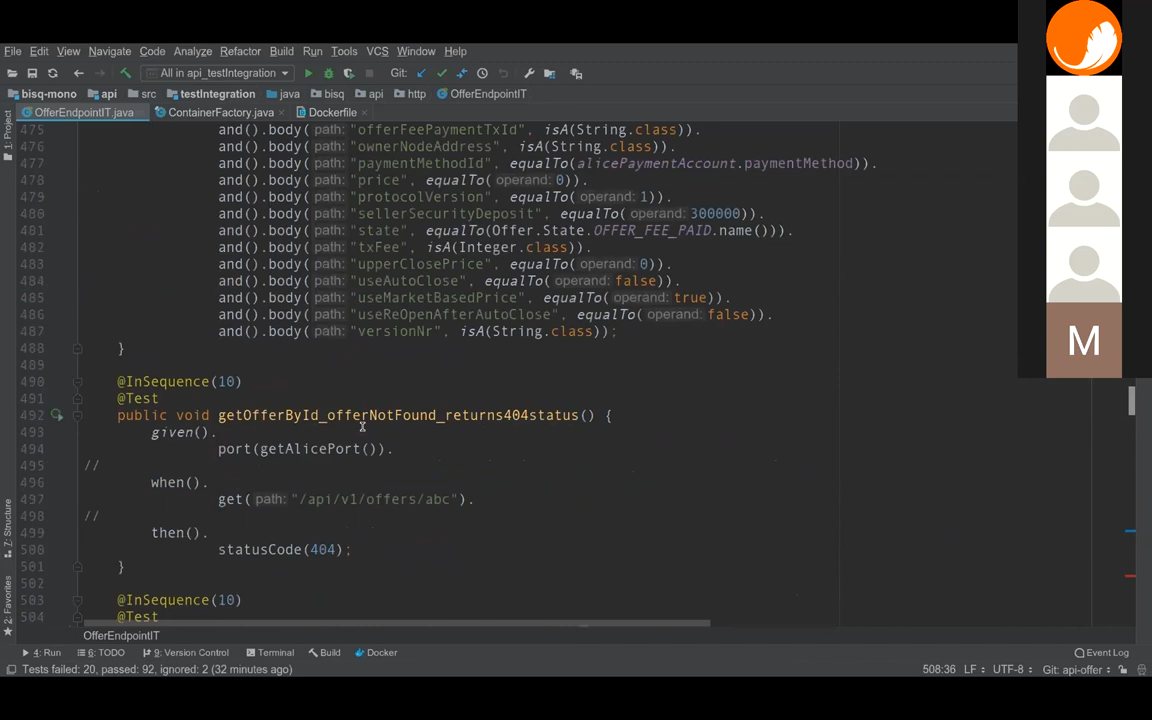 File Edit View Navigate Code Analyze Refactor Build Run Tools VCS Window Help
All in api_testIntegration Git:
bisq-mono api src testIntegration java bisq api http OfferEndpointIT
OfferEndpointIT.java ContainerFactory.java Dockerfile
1: Project
475 and().body( path: "offerFeePaymentTxId", isA(String.class)).
476 and().body( path: "ownerNodeAddress", isA(String.class)).
477 and().body( path: "paymentMethodId", equalTo(alicePaymentAccount.paymentMethod)).
478 and().body( path: "price", equalTo( operand: 0)).
479 and().body( path: "protocolVersion", equalTo( operand: 1)).
480 and().body( path: "sellerSecurityDeposit", equalTo( operand: 300000)).
481 and().body( path: "state", equalTo(Offer.State.OFFER_FEE_PAID.name())).
482 and().body( path: "txFee", isA(Integer.class)).
483 and().body( path: "upperClosePrice", equalTo( operand: 0)).
484 and().body( path: "useAutoClose", equalTo( operand: false)).
485 and().body( path: "useMarketBasedPrice", equalTo( operand: true)).
486 and().body( path: "useReOpenAfterAutoClose", equalTo( operand: false)).
487 and().body( path: "versionNr", isA(String.class));
488 }
489
490 @InSequence(10)
491 @Test
492 public void getOfferById_offerNotFound_returns404status() {
493 given().
494 port(getAlicePort()).
495 //
496 when().
497 get( path: "/api/v1/offers/abc").
498 //
499 then().
500 statusCode(404);
501 }
502
503 @InSequence(10)
504 @Test
7: Structure
2: Favorites
OfferEndpointIT
4: Run 6: TODO 9: Version Control Terminal Build Docker Event Log
Tests failed: 20, passed: 92, ignored: 2 (32 minutes ago) 508:36 LF UTF-8 Git: api-offer
M